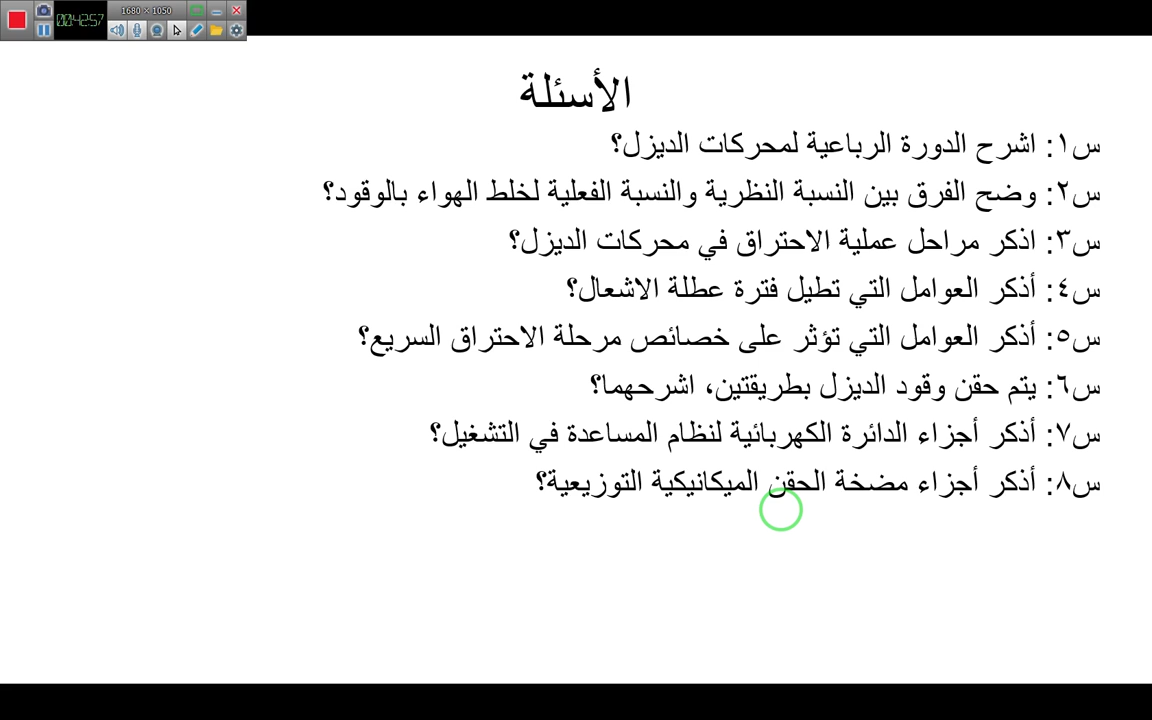 00:42:57
1680 × 1050
الأسئلة
س١: اشرح الدورة الرباعية لمحركات الديزل؟
س٢: وضح الفرق بين النسبة النظرية والنسبة الفعلية لخلط الهواء بالوقود؟
س٣: اذكر مراحل عملية الاحتراق في محركات الديزل؟
س٤: أذكر العوامل التي تطيل فترة عطلة الاشعال؟
س٥: أذكر العوامل التي تؤثر على خصائص مرحلة الاحتراق السريع؟
س٦: يتم حقن وقود الديزل بطريقتين، اشرحهما؟
س٧: أذكر أجزاء الدائرة الكهربائية لنظام المساعدة في التشغيل؟
س٨: أذكر أجزاء مضخة الحقن الميكانيكية التوزيعية؟